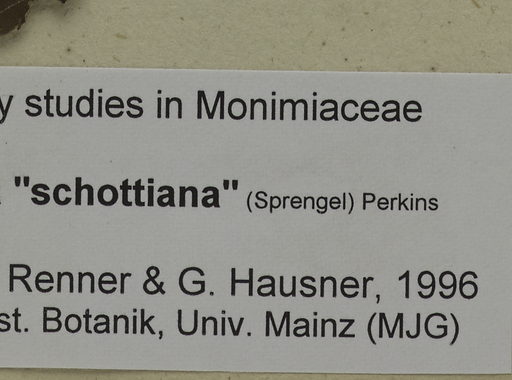 y studies in Monimiaceae
"schottiana" (Sprengel) Perkins
Renner & G. Hausner, 1996
st. Botanik, Univ. Mainz (MJG)